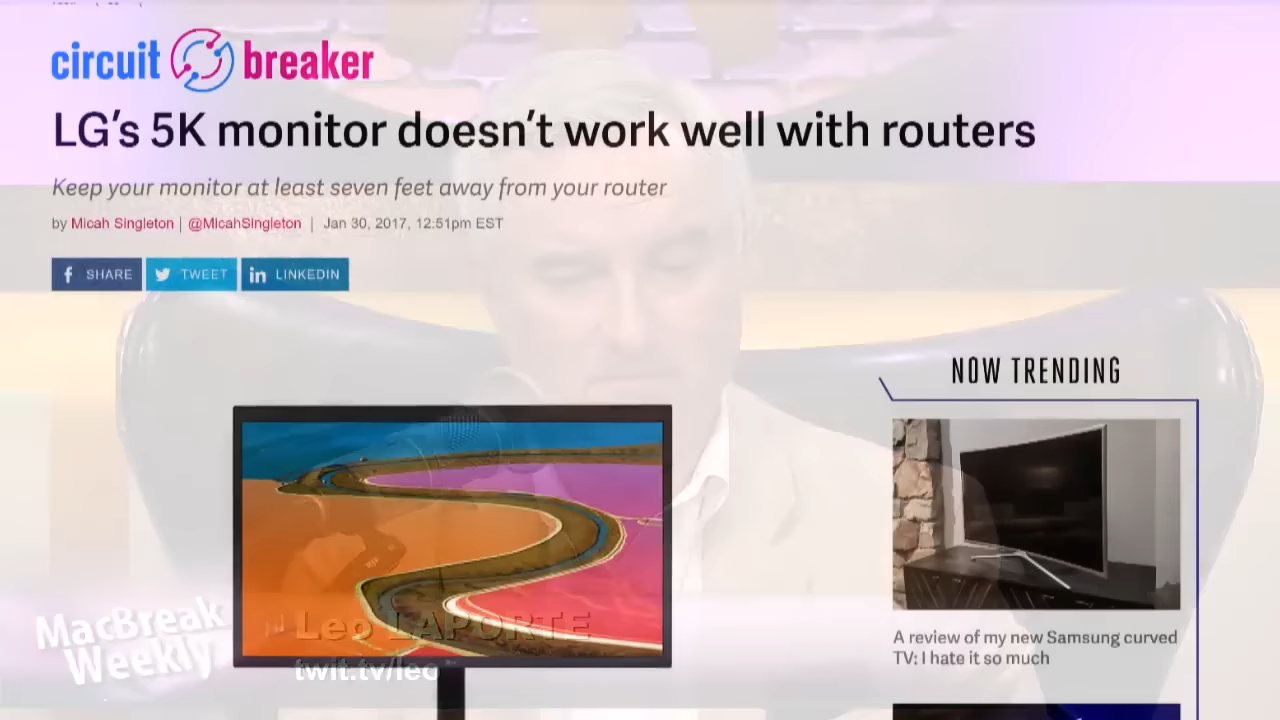 circuit breaker
LG's 5K monitor doesn't work well with routers
Keep your monitor at least seven feet away from your router
by Micah Singleton | @MicahSingleton | Jan 30, 2017, 12:51pm EST
f SHARE TWEET in LINKEDIN
NOW TRENDING
A review of my new Samsung curved
TV: I hate it so much
MacBreak
Weekly
Leo LAPORTE
twit.tv/leo